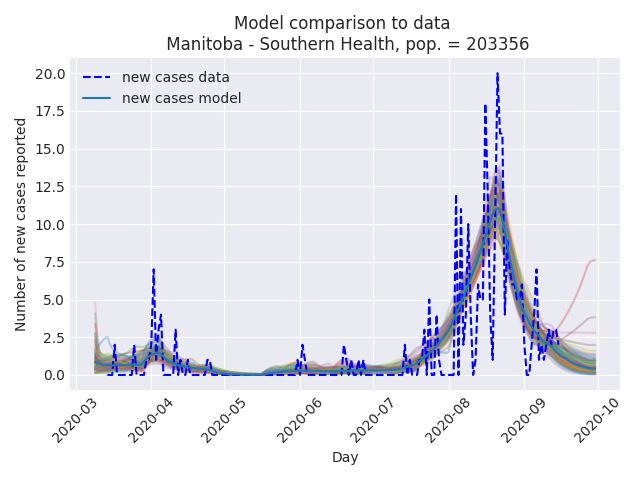 Model comparison to data
Manitoba - Southern Health, pop. = 203356
new cases data
new cases model
Number of new cases reported
20.0
17.5
15.0
12.5
10.0
7.5
5.0
2.5
0.0
2020-03
2020-04
2020-05
2020-06
2020-07
2020-08
2020-09
2020-10
Day